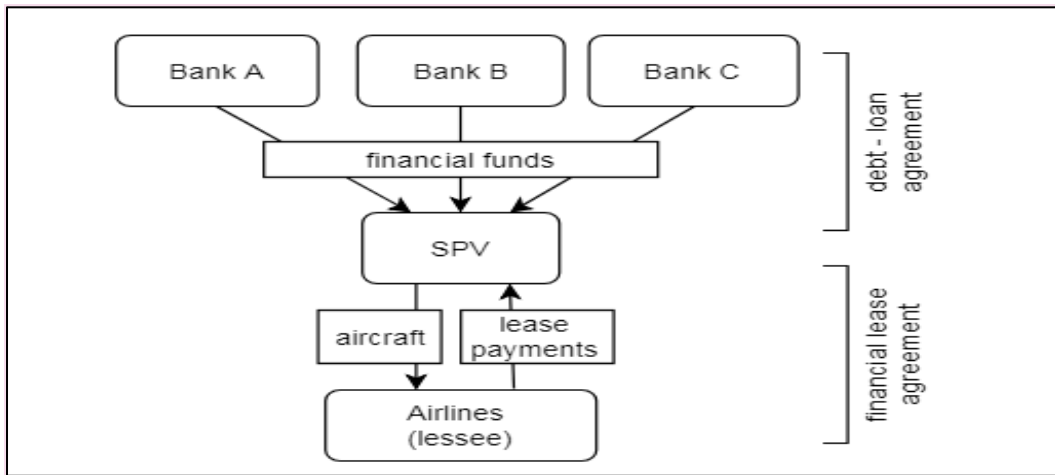 Bank A
Bank B
Bank C
financial funds
SPV
aircraft
lease
payments
Airlines
(lessee)
debt - loan
agreement
financial lease
agreement